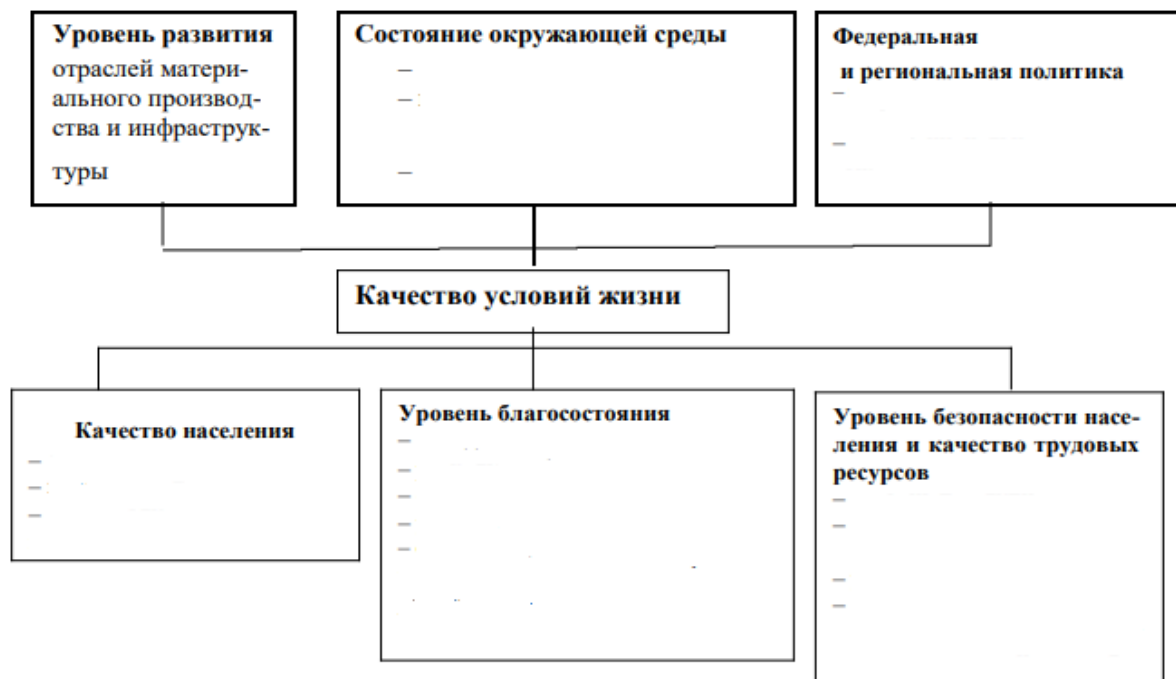 Уровень развития
отраслей матери-
ального производ-
ства и инфраструк-
туры
Состояние окружающей среды
–
–
–
Федеральная
и региональная политика
–
–
Качество условий жизни
Качество населения
–
–
–
Уровень благосостояния
–
–
–
–
–
Уровень безопасности насе-
ления и качество трудовых
ресурсов
–
–
–
–